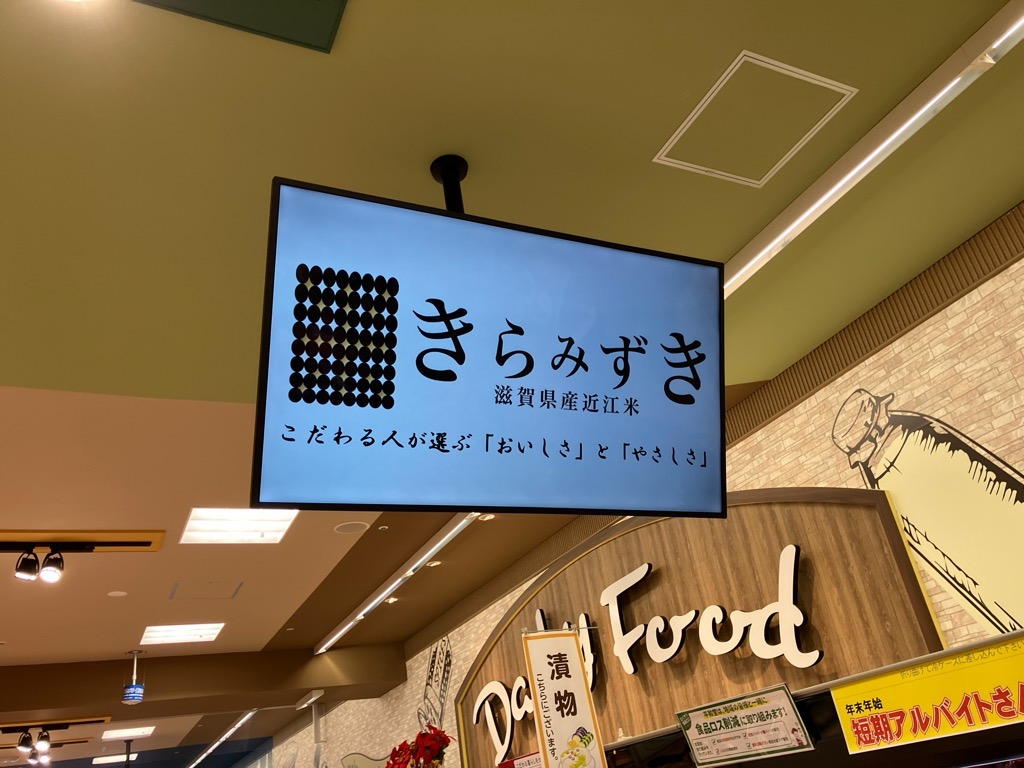 きらみずき
滋賀県産近江米
こだわる人が選ぶ「おいしさ」と「やさしさ」
Daily Food
漬物
こちらにございます。
食品ロス削減に取り組みます!
年末年始
短期アルバイトさん